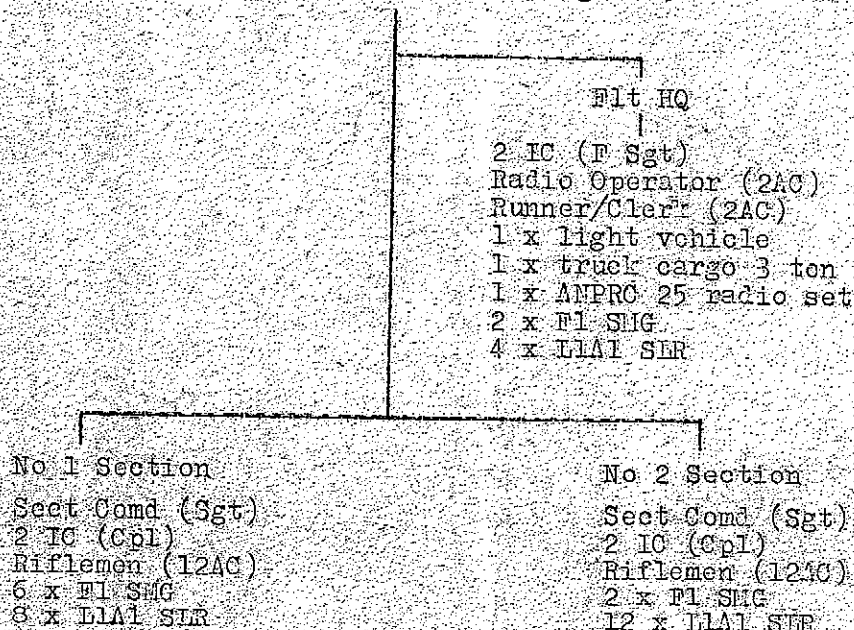 Flt HQ
2 IC (F Sgt)
Radio Operator (2AC)
Runner/Clerk (2AC)
1 x light vehicle
1 x truck cargo 3 ton
1 x ANPRC 25 radio set
2 x F1 SMG
4 x L1A1 SLR
No 1 Section
Sect Comd (Sgt)
2 IC (Cpl)
Riflemen (12AC)
6 x F1 SMG
8 x L1A1 SLR
No 2 Section
Sect Comd (Sgt)
2 IC (Cpl)
Riflemen (12AC)
2 x F1 SMG
12 x L1A1 SLR